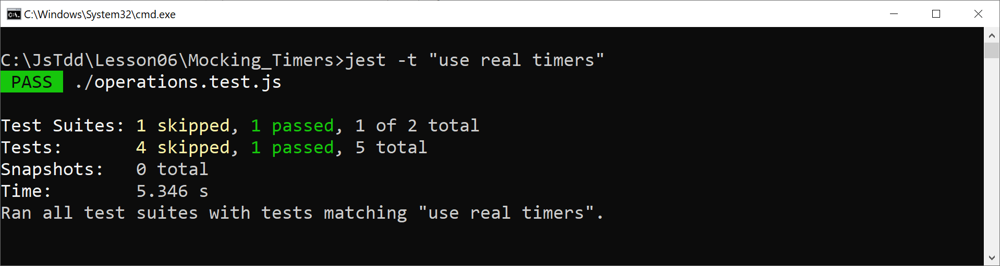 C:\Windows\System32\cmd.exe
C:\JsTdd\Lesson06\Mocking_Timers>jest -t "use real timers"
PASS ./operations.test.js
Test Suites: 1 skipped, 1 passed, 1 of 2 total
Tests: 4 skipped, 1 passed, 5 total
Snapshots: 0 total
Time: 5.346 s
Ran all test suites with tests matching "use real timers".